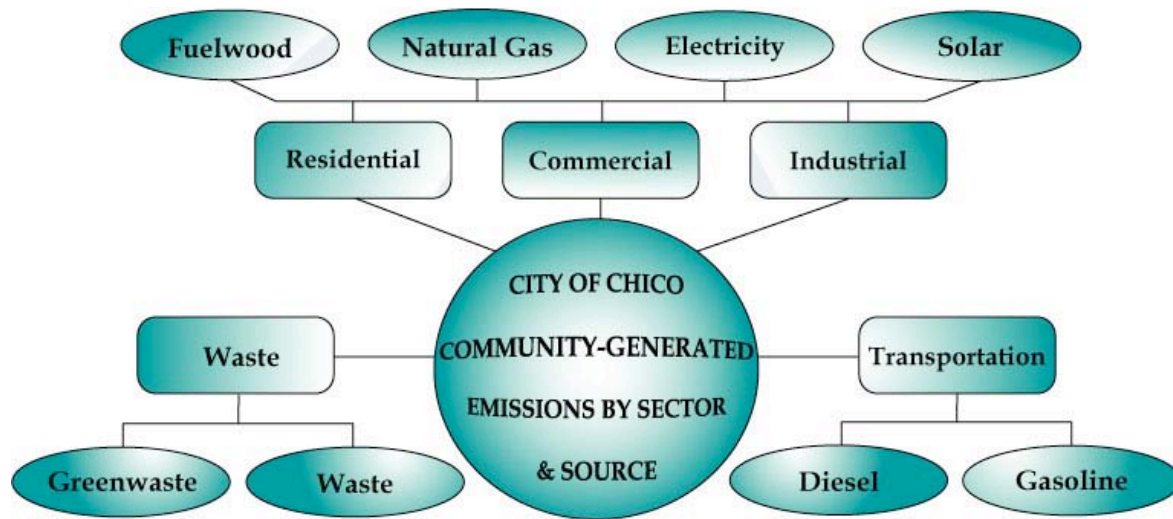 Fuelwood
Natural Gas
Electricity
Solar
Residential
Commercial
Industrial
CITY OF CHICO
COMMUNITY-GENERATED
EMISSIONS BY SECTOR
& SOURCE
Waste
Transportation
Greenwaste
Waste
Diesel
Gasoline